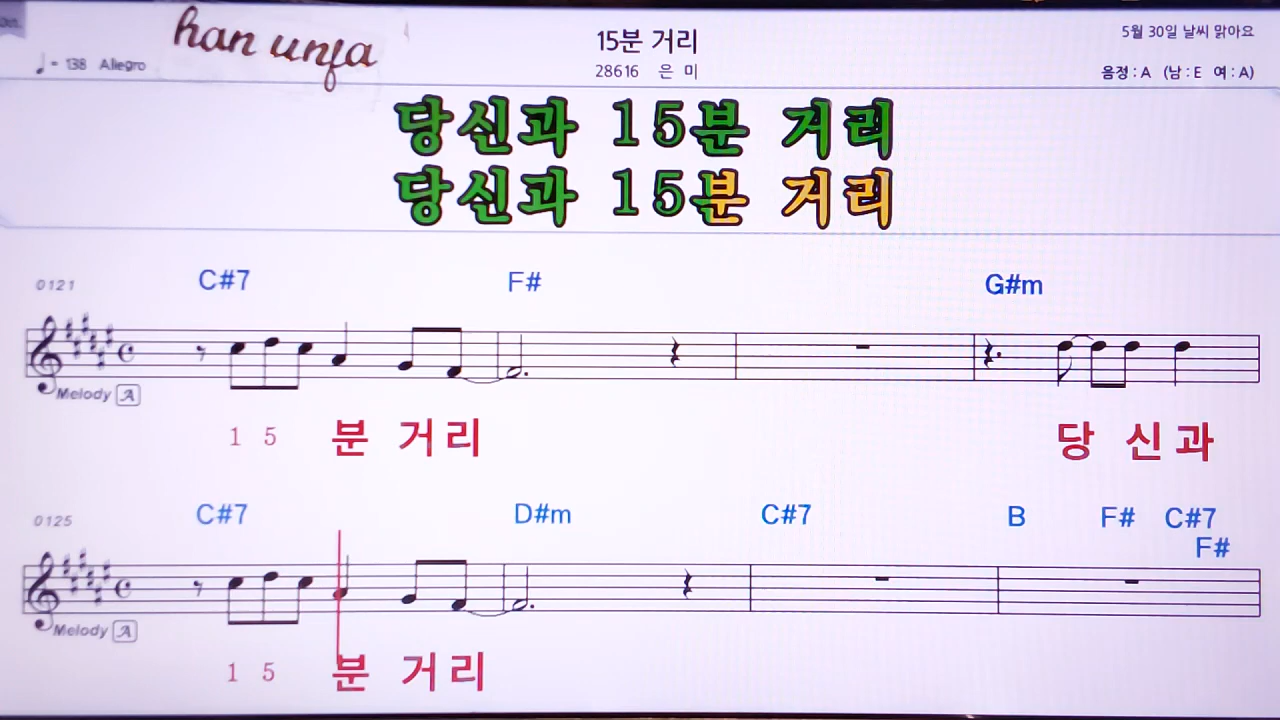 han unfa
15분 거리
5월 30일 날씨 맑아요
♩= 138 Allegro
28616 은 미
음정 : A (남 : E 여 : A)
당신과 15분 거리
당신과 15분 거리
0121 C#7 F# G#m
Melody A
1 5 분 거리 당 신과
0125 C#7 D#m C#7 B F# C#7
F#
Melody A
1 5 분 거리